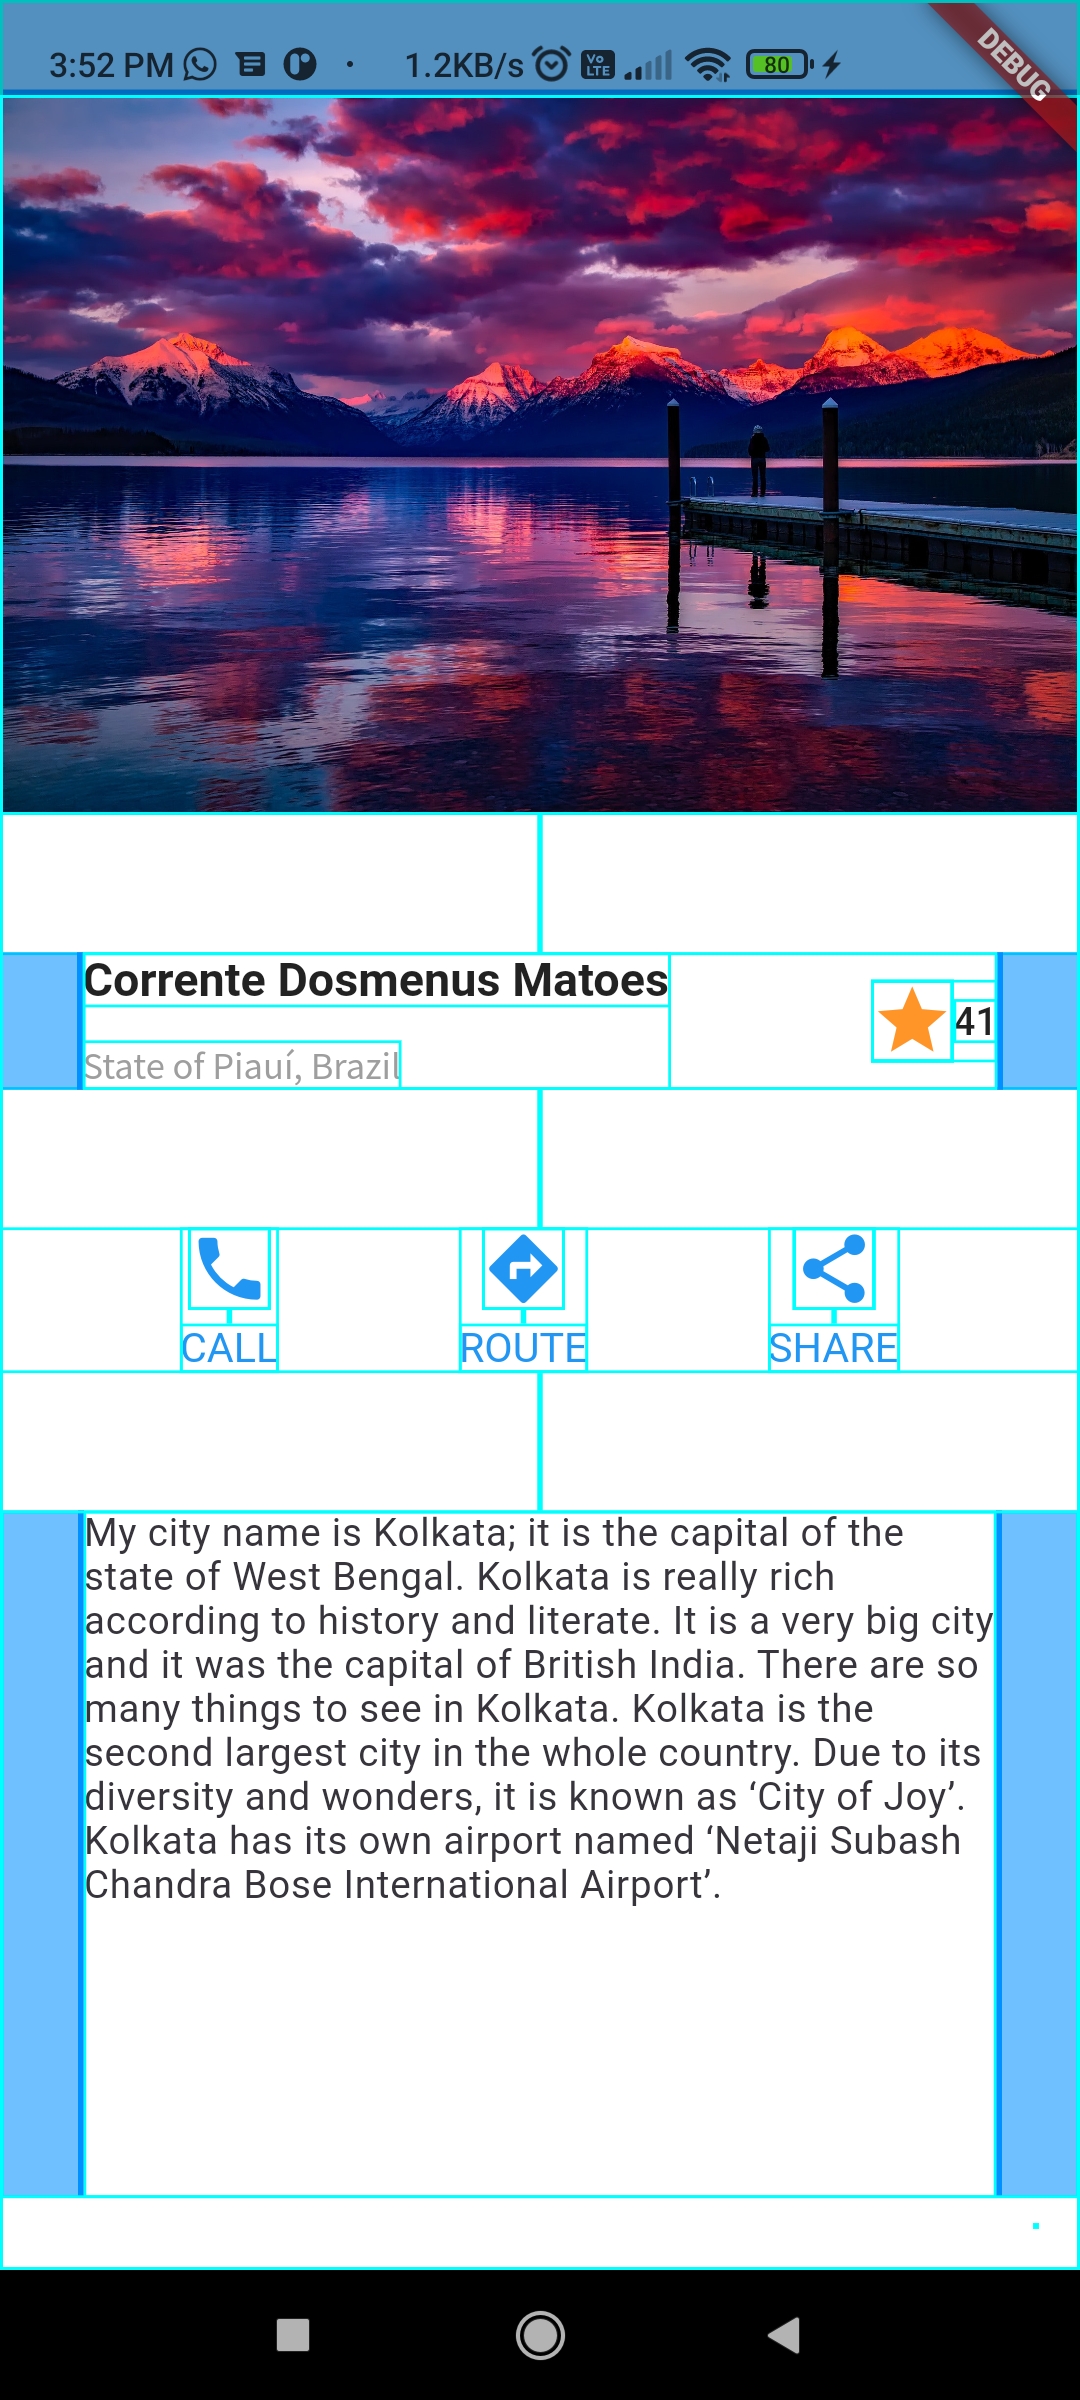 3:52 PM 1.2KB/s Vo LTE 80
DEBUG
Corrente Dosmenus Matoes
41
State of Piauí, Brazil
CALL ROUTE SHARE
My city name is Kolkata; it is the capital of the
state of West Bengal. Kolkata is really rich
according to history and literate. It is a very big city
and it was the capital of British India. There are so
many things to see in Kolkata. Kolkata is the
second largest city in the whole country. Due to its
diversity and wonders, it is known as ‘City of Joy’.
Kolkata has its own airport named ‘Netaji Subash
Chandra Bose International Airport’.